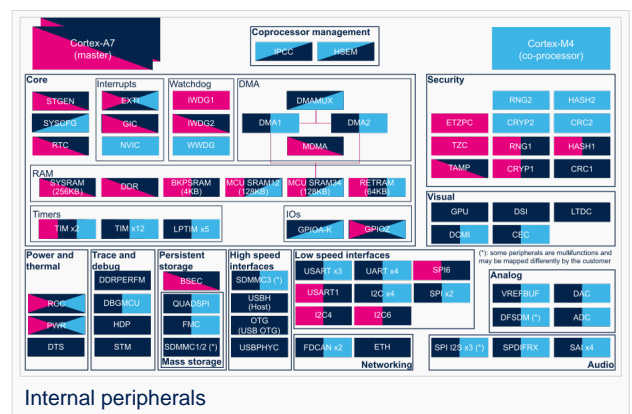 Cortex-A7
(master)
Coprocessor management
IPCC
HSEM
Cortex-M4
(co-processor)
Core
STGEN
SYSCFG
RTC
Interrupts
EXTI
GIC
NVIC
Watchdog
IWDG1
IWDG2
WWDG
DMA
DMAMUX
DMA1
DMA2
MDMA
Security
RNG2
HASH2
ETZPC
CRYP2
CRC2
TZC
RNG1
HASH1
TAMP
CRYP1
CRC1
RAM
SYSRAM
(256KB)
DDR
BKPSRAM
(4KB)
MCU SRAM12
(128KB)
MCU SRAM34
(128KB)
RETRAM
(64KB)
Timers
TIM x2
TIM x12
LPTIM x5
IOs
GPIOA-K
GPIOZ
Visual
GPU
DSI
LTDC
DCMI
CEC
(*): some peripherals are multifunctions and
may be mapped differently by the customer
Power and
thermal
ROC
PWR
DTS
Trace and
debug
DDRPERFM
DBGMCU
HDP
STM
Persistent
storage
BSEC
QUADSPI
FMC
SDMMC1/2 (*)
Mass storage
High speed
interfaces
SDMMC3 (*)
USBH
(Host)
OTG
(USB OTG)
USBPHYC
Low speed interfaces
USART x3
UART x4
SPI6
USART1
I2C x4
SPI x2
I2C4
I2C6
Analog
VREFBUF
DAC
DFSDM (*)
ADC
FDCAN x2
ETH
Networking
SPI I2S x3 (*)
SPDIFRX
SAI x4
Audio
Internal peripherals